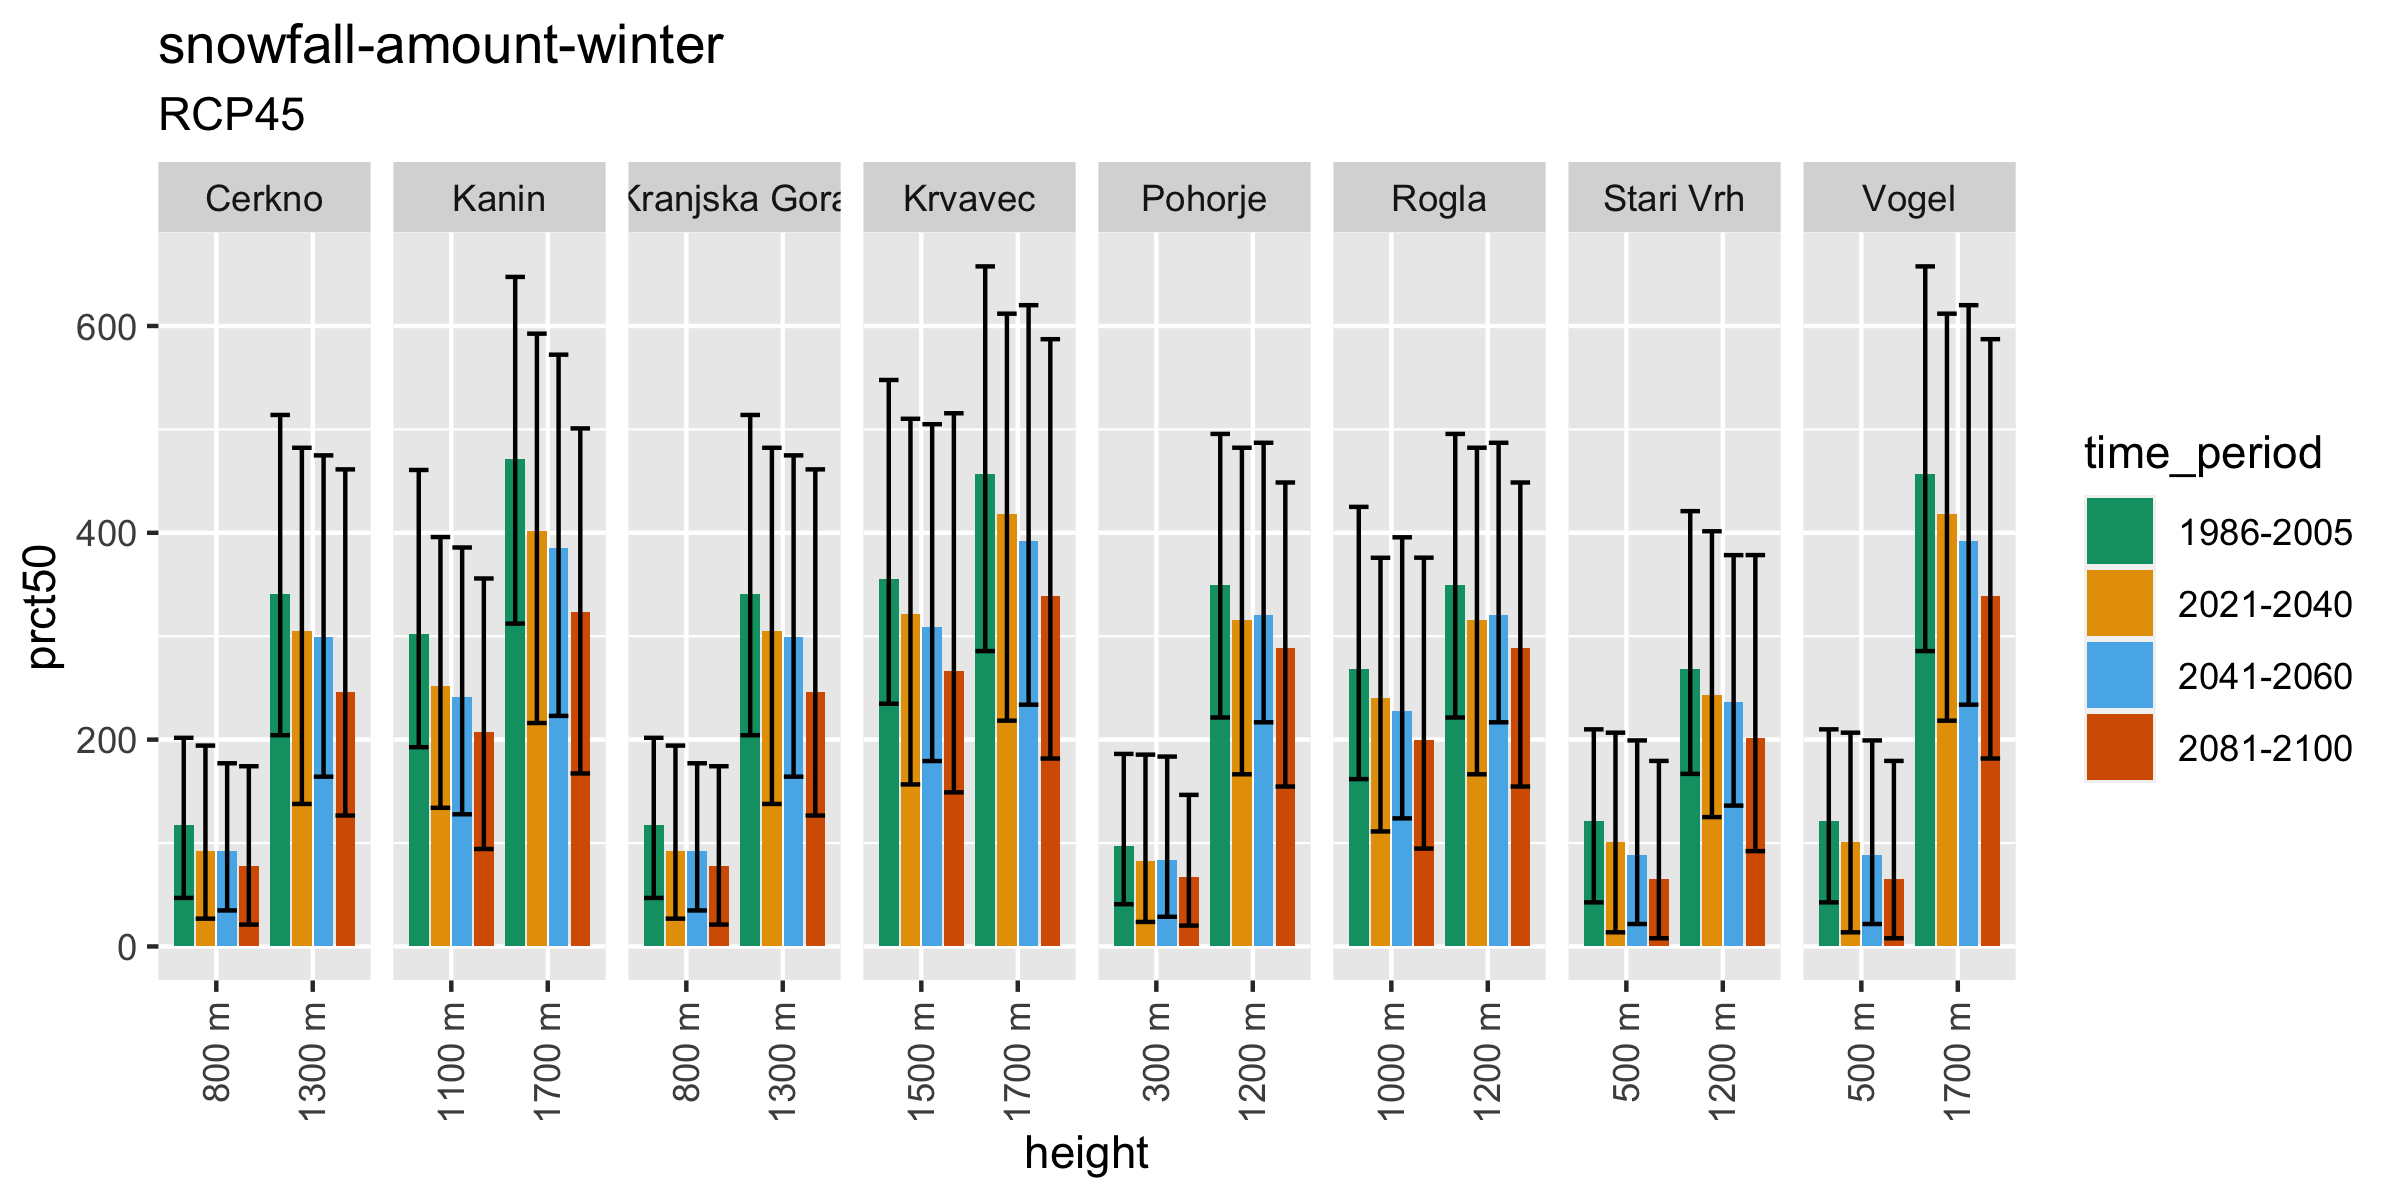 snowfall-amount-winter
RCP45
Cerkno Kanin Kranjska Gora Krvavec Pohorje Rogla Stari Vrh Vogel
600
400
200
0
prct50
800 m 1300 m 1100 m 1700 m 800 m 1300 m 1500 m 1700 m 300 m 1200 m 1000 m 1200 m 500 m 1200 m 500 m 1700 m
height
time_period
1986-2005
2021-2040
2041-2060
2081-2100